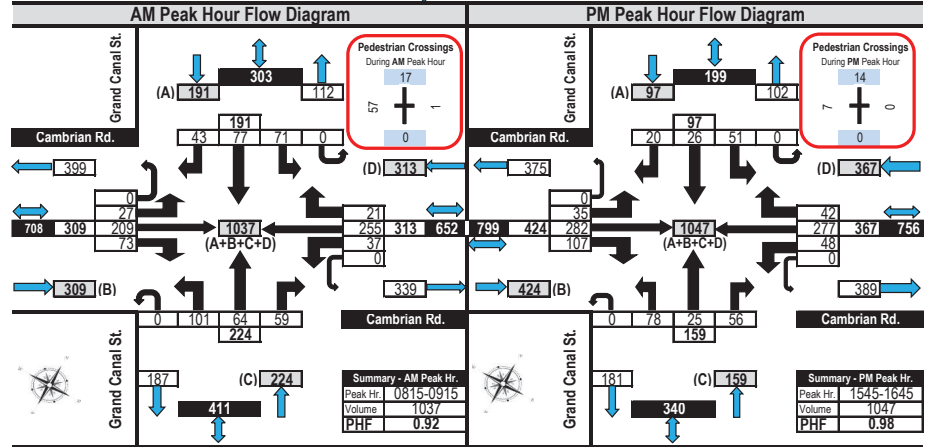 AM Peak Hour Flow Diagram
Grand Canal St.
303
(A) 191 112
Pedestrian Crossings
During AM Peak Hour
17
57 1
0
191
43 77 71 0
Cambrian Rd.
399
(D) 313
0
27
708 309 209
73
1037
(A+B+C+D)
21
255 313 652
37
0
309 (B)
339
0 101 64 59
224
Cambrian Rd.
Grand Canal St.
187
(C) 224
411
Summary - AM Peak Hr.
Peak Hr. 0815-0915
Volume 1037
PHF 0.92
PM Peak Hour Flow Diagram
Grand Canal St.
199
(A) 97 102
Pedestrian Crossings
During PM Peak Hour
14
7 0
0
97
20 26 51 0
Cambrian Rd.
375
(D) 367
0
35
799 424 282
107
1047
(A+B+C+D)
42
277 367 756
48
0
424 (B)
389
0 78 25 56
159
Cambrian Rd.
Grand Canal St.
181
(C) 159
340
Summary - PM Peak Hr.
Peak Hr. 1545-1645
Volume 1047
PHF 0.98